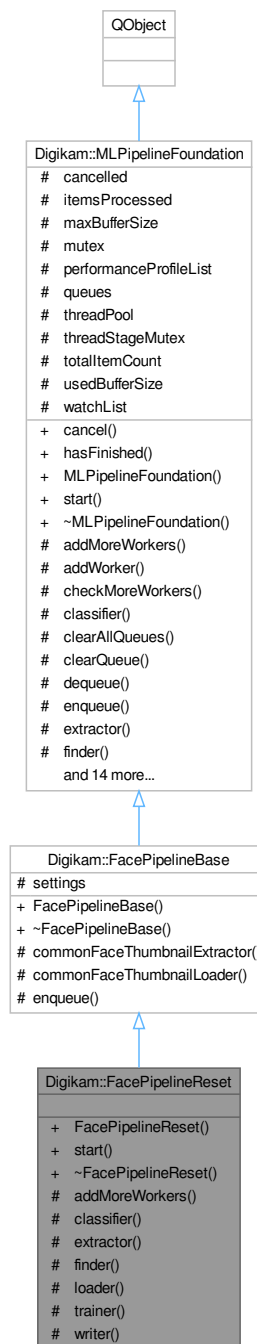 QObject
Digikam::MLPipelineFoundation
# cancelled
# itemsProcessed
# maxBufferSize
# mutex
# performanceProfileList
# queues
# threadPool
# threadStageMutex
# totalItemCount
# usedBufferSize
# watchList
+ cancel()
+ hasFinished()
+ MLPipelineFoundation()
+ start()
+ ~MLPipelineFoundation()
# addMoreWorkers()
# addWorker()
# checkMoreWorkers()
# classifier()
# clearAllQueues()
# clearQueue()
# dequeue()
# enqueue()
# extractor()
# finder()
and 14 more...
Digikam::FacePipelineBase
# settings
+ FacePipelineBase()
+ ~FacePipelineBase()
# commonFaceThumbnailExtractor(
# commonFaceThumbnailLoader()
# enqueue()
Digikam::FacePipelineReset
+ FacePipelineReset()
+ start()
+ ~FacePipelineReset()
# addMoreWorkers()
# classifier()
# extractor()
# finder()
# loader()
# trainer()
# writer()